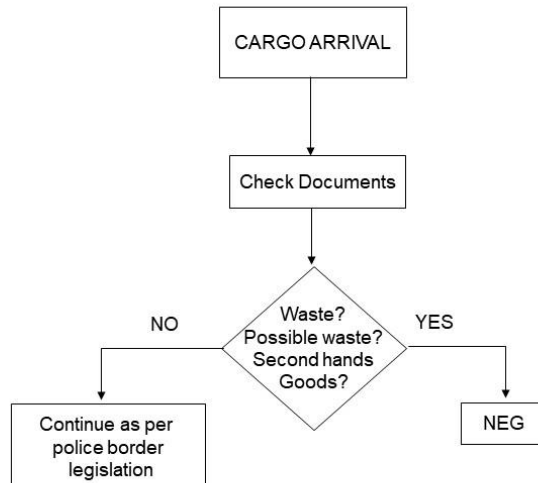 CARGO ARRIVAL
Check Documents
Waste?
Possible waste?
Second hands
Goods?
NO
YES
Continue as per
police border
legislation
NEG